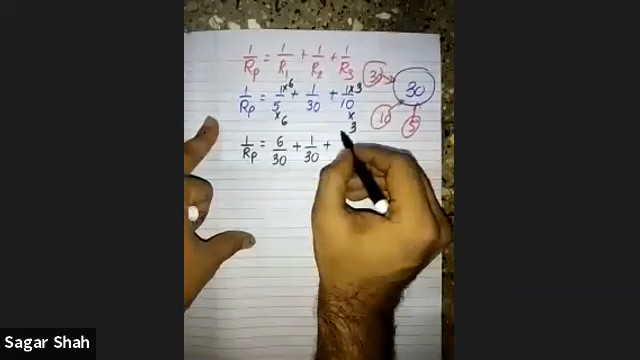 1/Rp = 1/R1 + 1/R2 + 1/R3
1/Rp = 1×6/5×6 + 1/30 + 1×3/10×3
30
30
10
5
1/Rp = 6/30 + 1/30 +
Sagar Shah